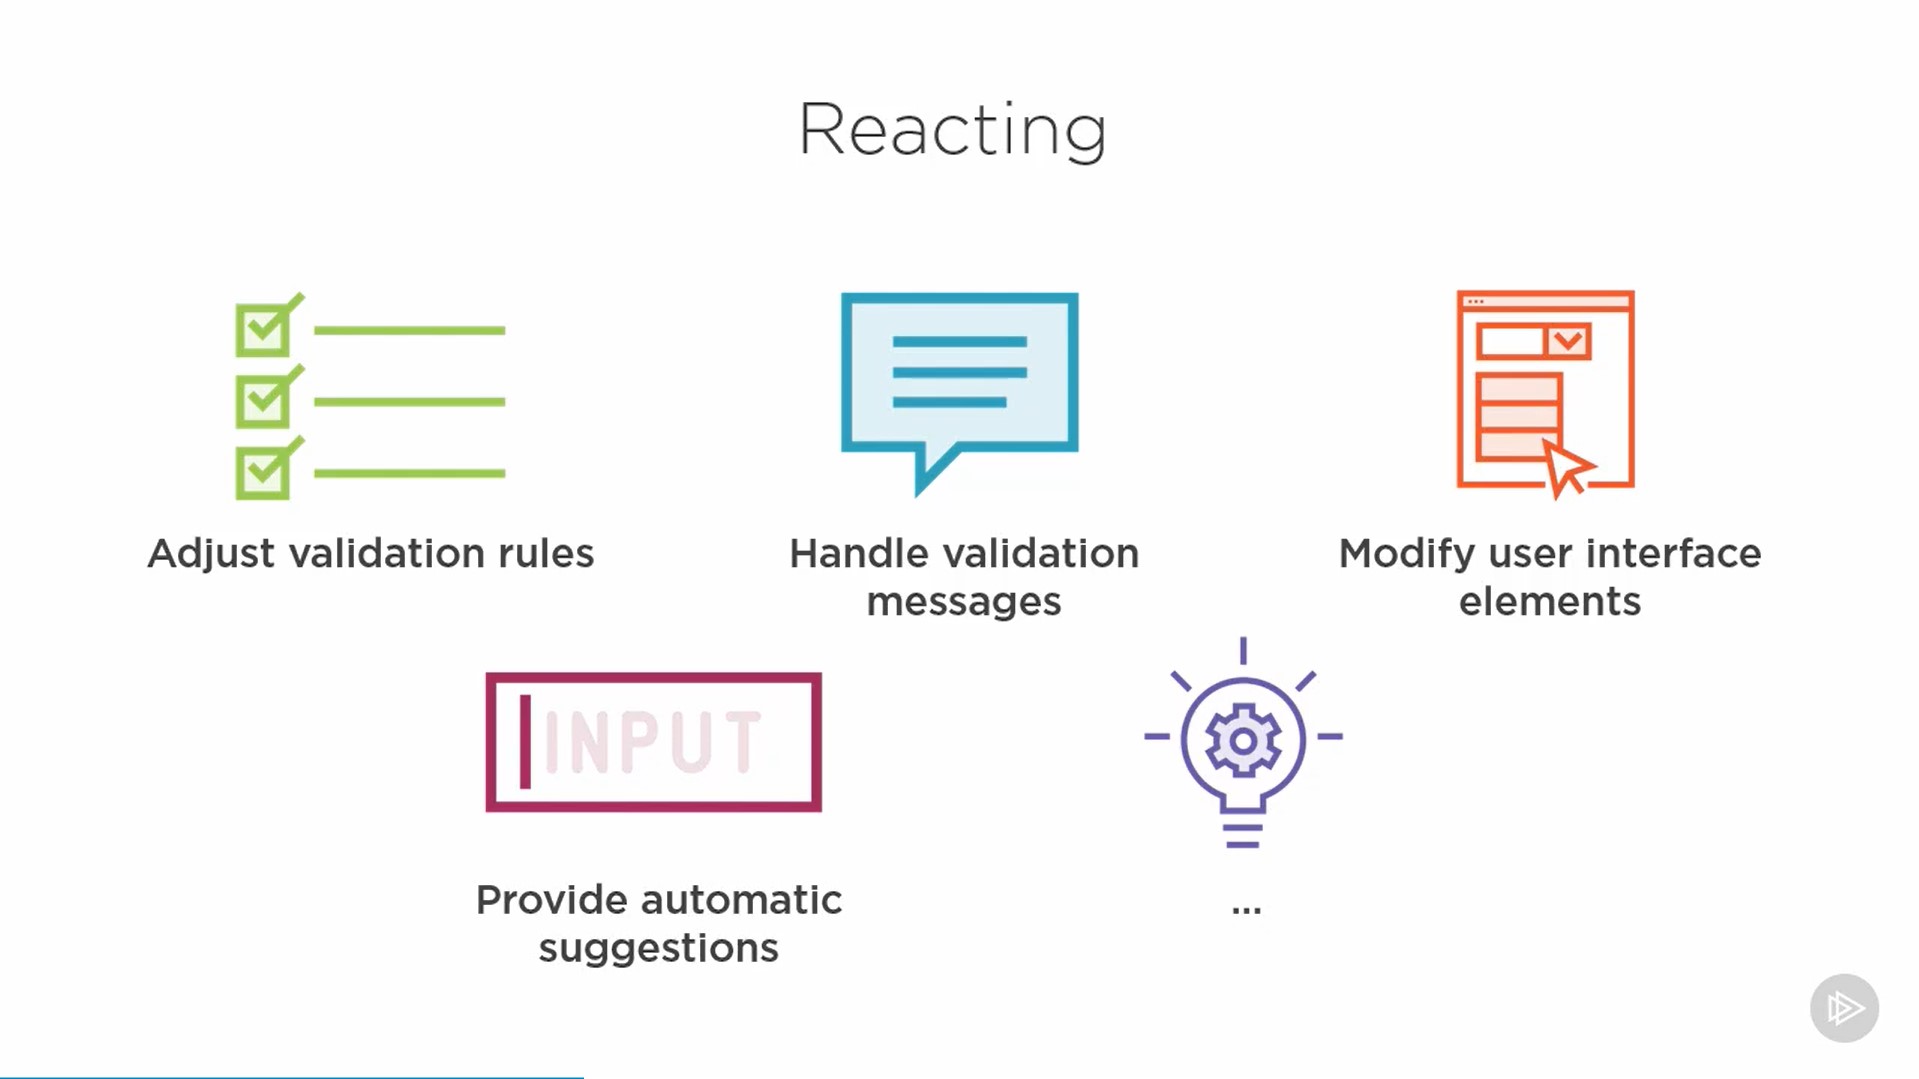 Reacting
Adjust validation rules
Handle validation
messages
Modify user interface
elements
INPUT
Provide automatic
suggestions
...